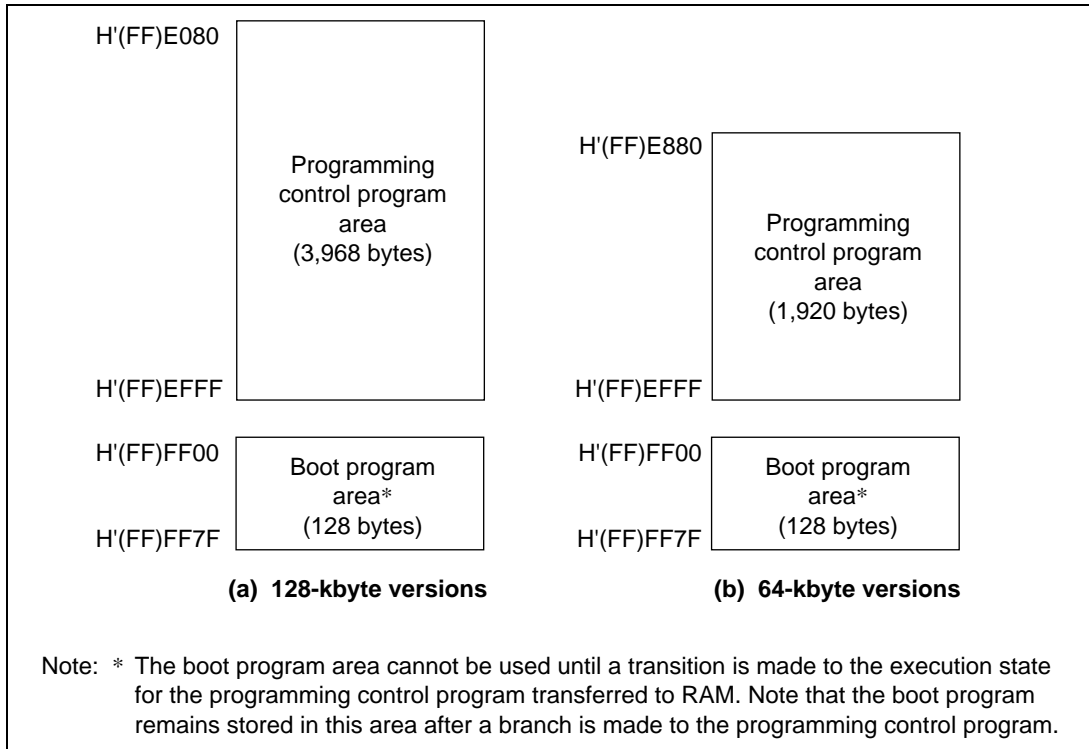 H'(FF)E080
Programming
control program
area
(3,968 bytes)
H'(FF)EFFF
H'(FF)FF00
Boot program
area*
(128 bytes)
H'(FF)FF7F
(a) 128-kbyte versions
H'(FF)E880
Programming
control program
area
(1,920 bytes)
H'(FF)EFFF
H'(FF)FF00
Boot program
area*
(128 bytes)
H'(FF)FF7F
(b) 64-kbyte versions
Note: * The boot program area cannot be used until a transition is made to the execution state
for the programming control program transferred to RAM. Note that the boot program
remains stored in this area after a branch is made to the programming control program.